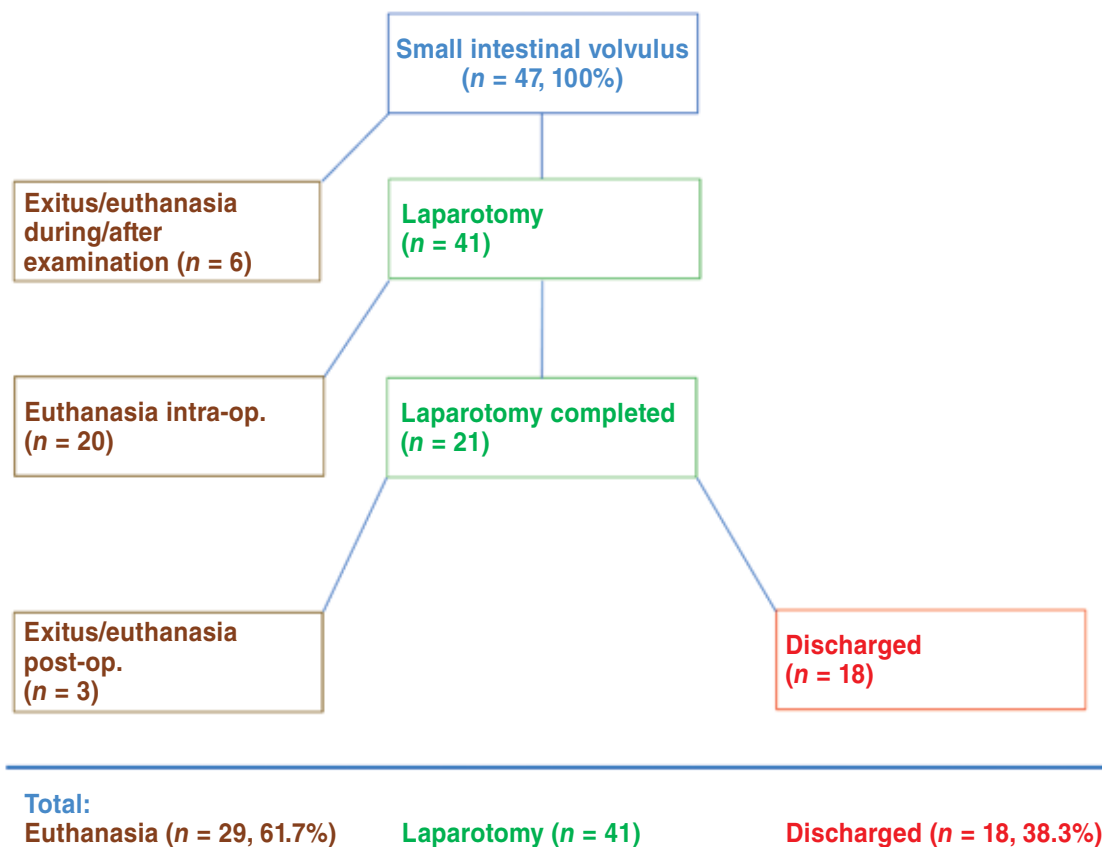 Small intestinal volvulus
(n = 47, 100%)
Exitus/euthanasia
during/after
examination (n = 6)
Laparotomy
(n = 41)
Euthanasia intra-op.
(n = 20)
Laparotomy completed
(n = 21)
Exitus/euthanasia
post-op.
(n = 3)
Discharged
(n = 18)
Total:
Euthanasia (n = 29, 61.7%) Laparotomy (n = 41) Discharged (n = 18, 38.3%)